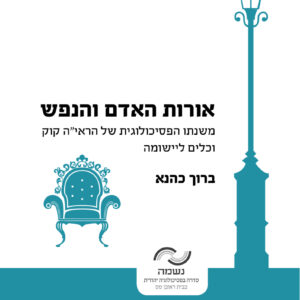 אורות האדם והנפש
משנתו הפסיכולוגית של הראי"ה קוק
וכלים ליישומה
ברוך כהנא
נשמה
סדרה בפסיכולוגיה יהודית